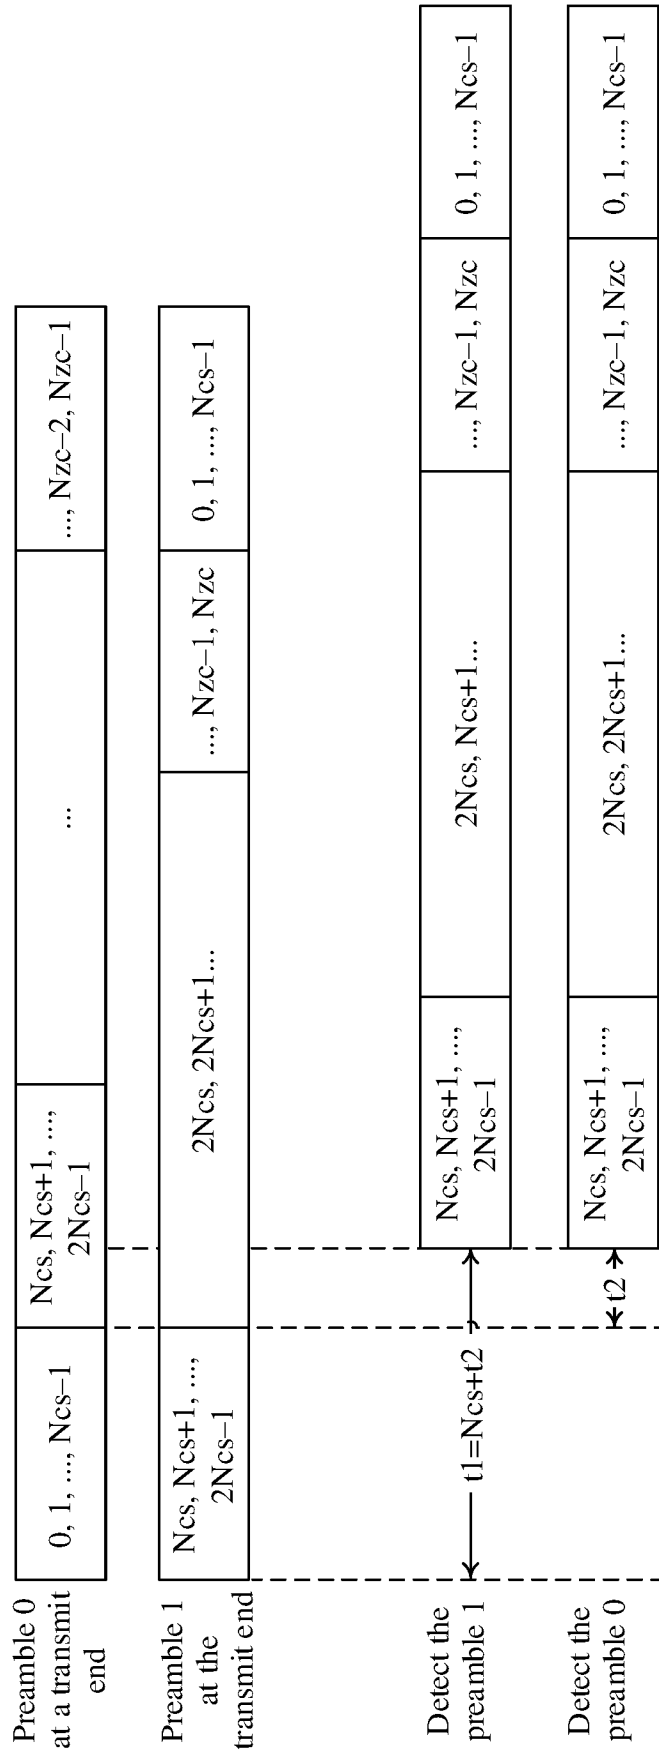 Preamble 0
at a transmit
end
0, 1, ..., Ncs–1
Ncs, Ncs+1, ...,
2Ncs–1
...
..., Nzc–2, Nzc–1
Preamble 1
at the
transmit end
Ncs, Ncs+1, ...,
2Ncs–1
2Ncs, 2Ncs+1...
..., Nzc–1, Nzc
0, 1, ..., Ncs–1
t1=Ncs+t2
Detect the
preamble 1
Ncs, Ncs+1, ...,
2Ncs–1
2Ncs, Ncs+1...
..., Nzc–1, Nzc
0, 1, ..., Ncs–1
Detect the
preamble 0
t2
Ncs, Ncs+1, ...,
2Ncs–1
2Ncs, 2Ncs+1...
..., Nzc–1, Nzc
0, 1, ..., Ncs–1